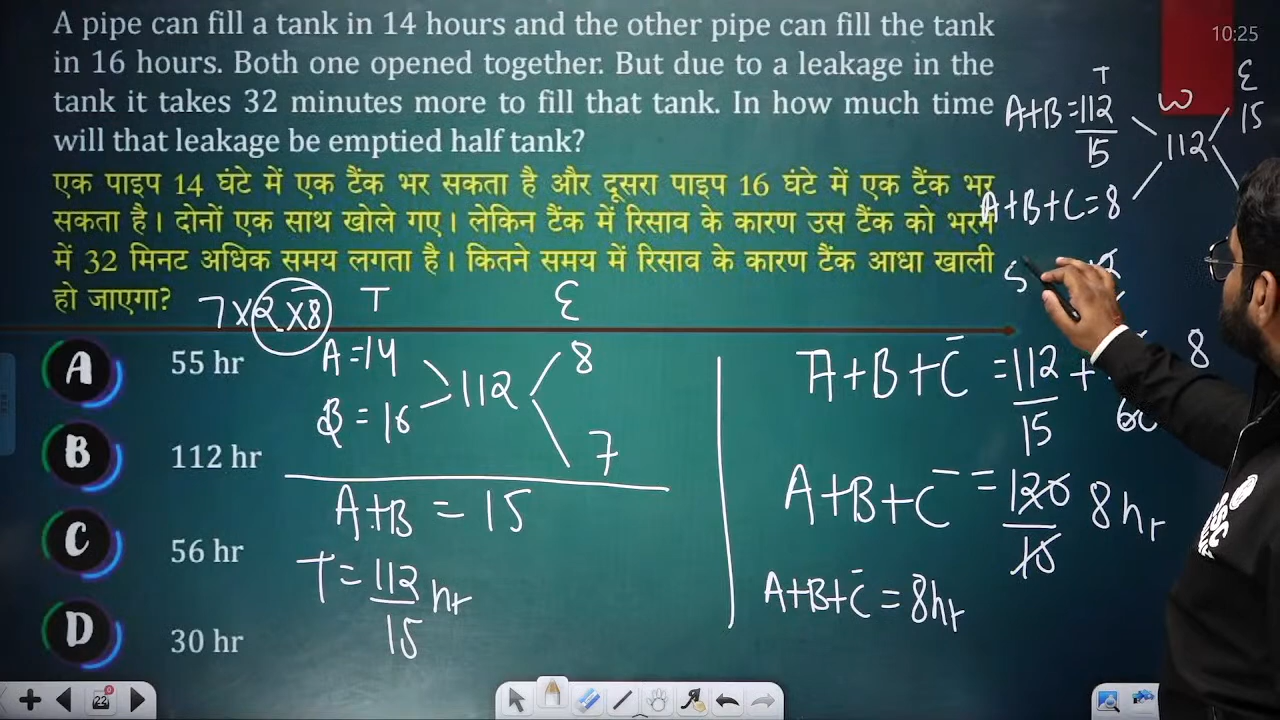 A pipe can fill a tank in 14 hours and the other pipe can fill the tank
in 16 hours. Both one opened together. But due to a leakage in the
tank it takes 32 minutes more to fill that tank. In how much time
will that leakage be emptied half tank?
एक पाइप 14 घंटे में एक टैंक भर सकता है और दूसरा पाइप 16 घंटे में एक टैंक भर
सकता है। दोनों एक साथ खोले गए। लेकिन टैंक में रिसाव के कारण उस टैंक को भरने
में 32 मिनट अधिक समय लगता है। कितने समय में रिसाव के कारण टैंक आधा खाली
हो जाएगा?
A 55 hr
B 112 hr
C 56 hr
D 30 hr
7×2×8
T
Ɛ
A=14
B=16
112
8
7
A+B = 15
T = 112/15 hr
A+B+C̄ = 112/15 +
8
A+B+C̄ = 120/15 8hr
A+B+C̄ = 8hr
10:25
T
W
Ɛ
A+B=112/15
112
15
A+B+C=8
22